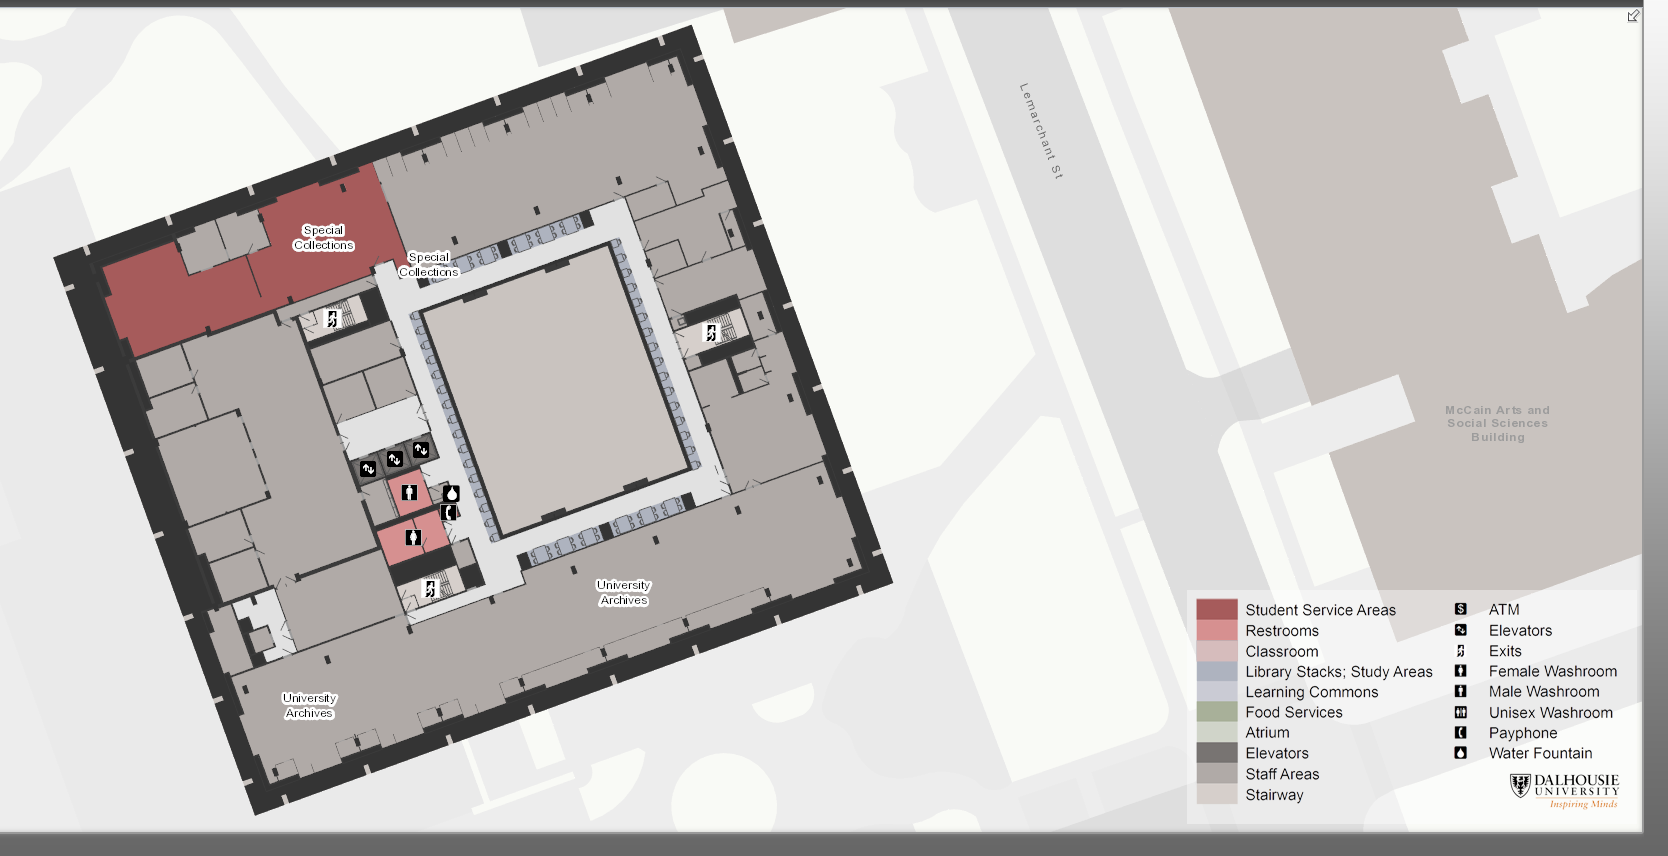 Lemarchant St
Special
Collections
Special
Collections
McCain Arts and
Social Sciences
Building
University
Archives
University
Archives
Student Service Areas
Restrooms
Classroom
Library Stacks; Study Areas
Learning Commons
Food Services
Atrium
Elevators
Staff Areas
Stairway
$ ATM
Elevators
Exits
Female Washroom
Male Washroom
Unisex Washroom
Payphone
Water Fountain
DALHOUSIE
UNIVERSITY
Inspiring Minds